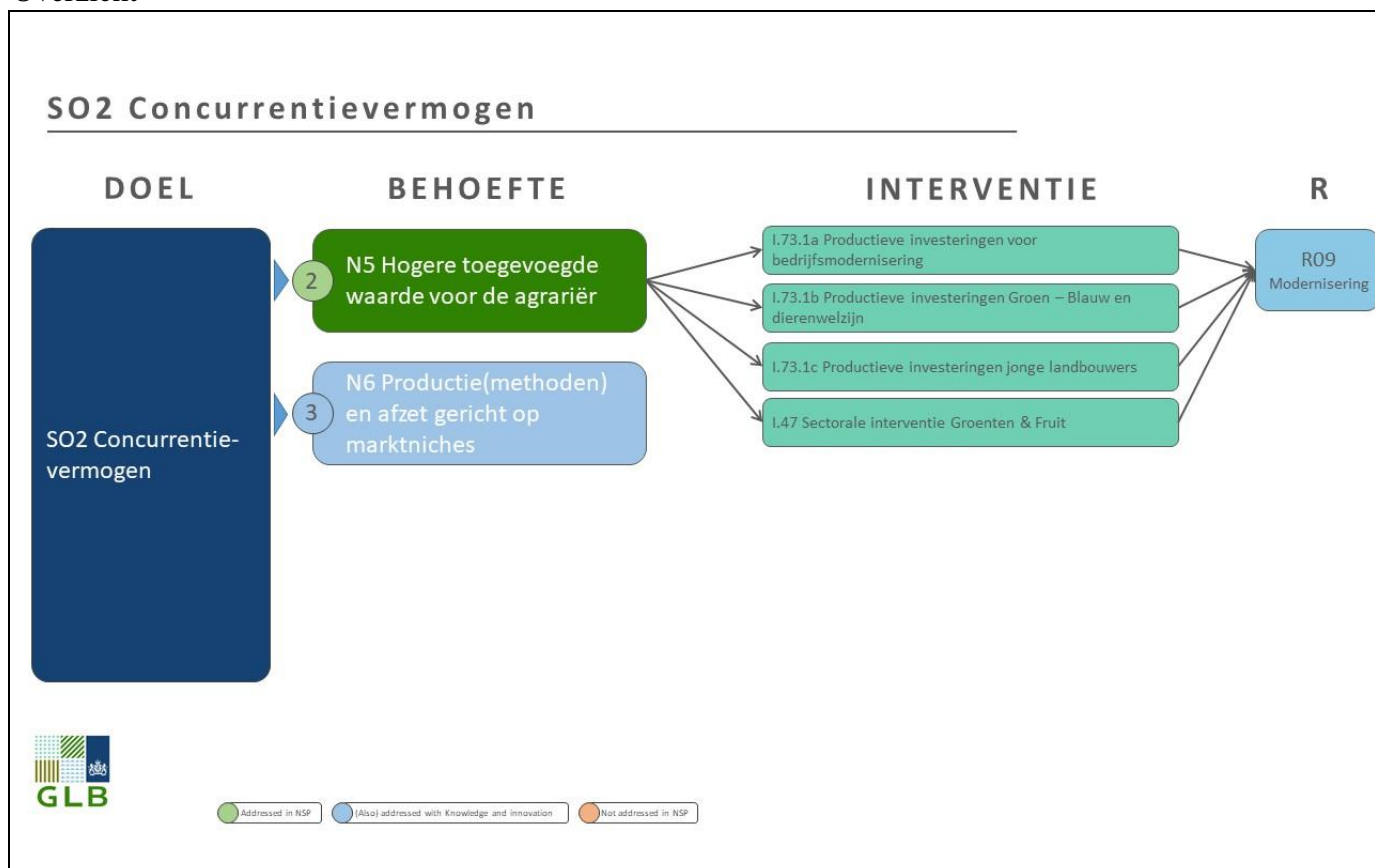 SO2 Concurrentievermogen
DOEL
BEHOEFTE
INTERVENTIE
R
SO2 Concurrentie-
vermogen
2
N5 Hogere toegevoegde
waarde voor de agrariër
3
N6 Productie(methoden)
en afzet gericht op
marktniches
I.73.1a Productieve investeringen voor
bedrijfsmodernisering
I.73.1b Productieve investeringen Groen – Blauw en
dierenwelzijn
I.73.1c Productieve investeringen jonge landbouwers
I.47 Sectorale interventie Groenten & Fruit
R09
Modernisering
GLB
Addressed in NSP
(Also) addressed with Knowledge and innovation
Not addressed in NSP